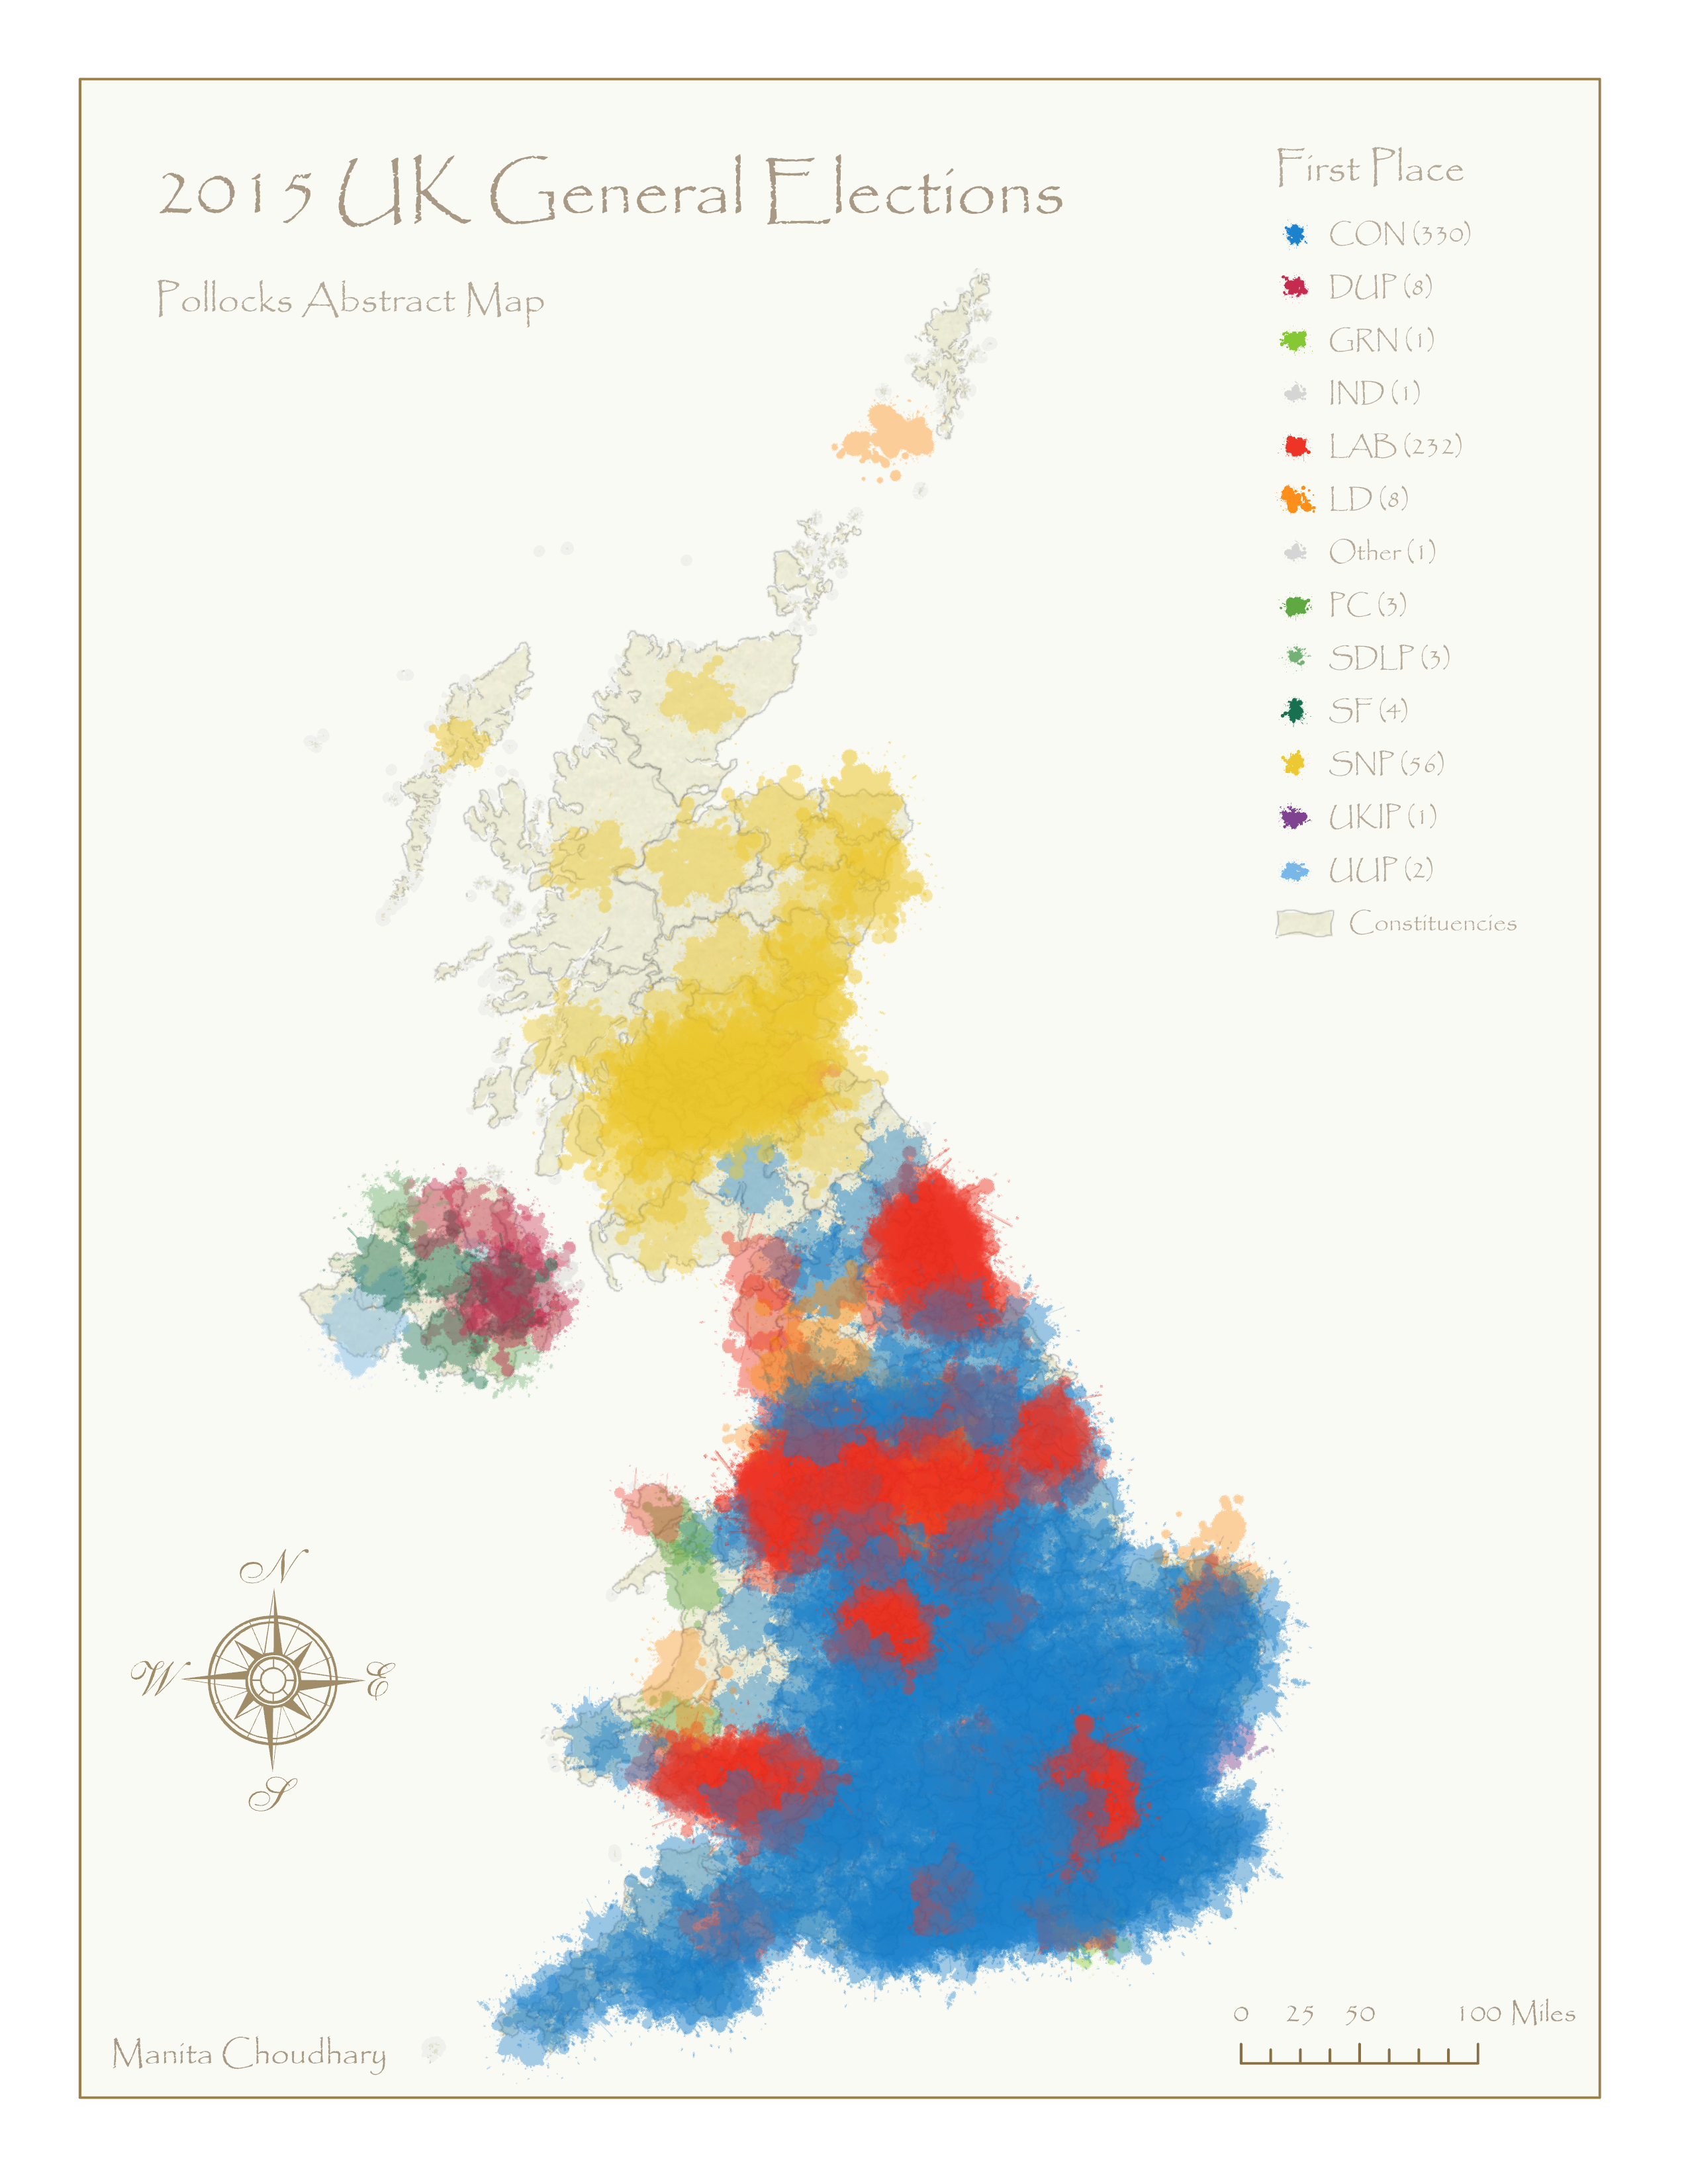 2015 UK General Elections
Pollocks Abstract Map
First Place
CON (330)
DUP (8)
GRN (1)
IND (1)
LAB (232)
LD (8)
Other (1)
PC (3)
SDLP (3)
SF (4)
SNP (56)
UKIP (1)
UUP (2)
Constituencies
N
W E
S
0 25 50 100 Miles
Manita Choudhary